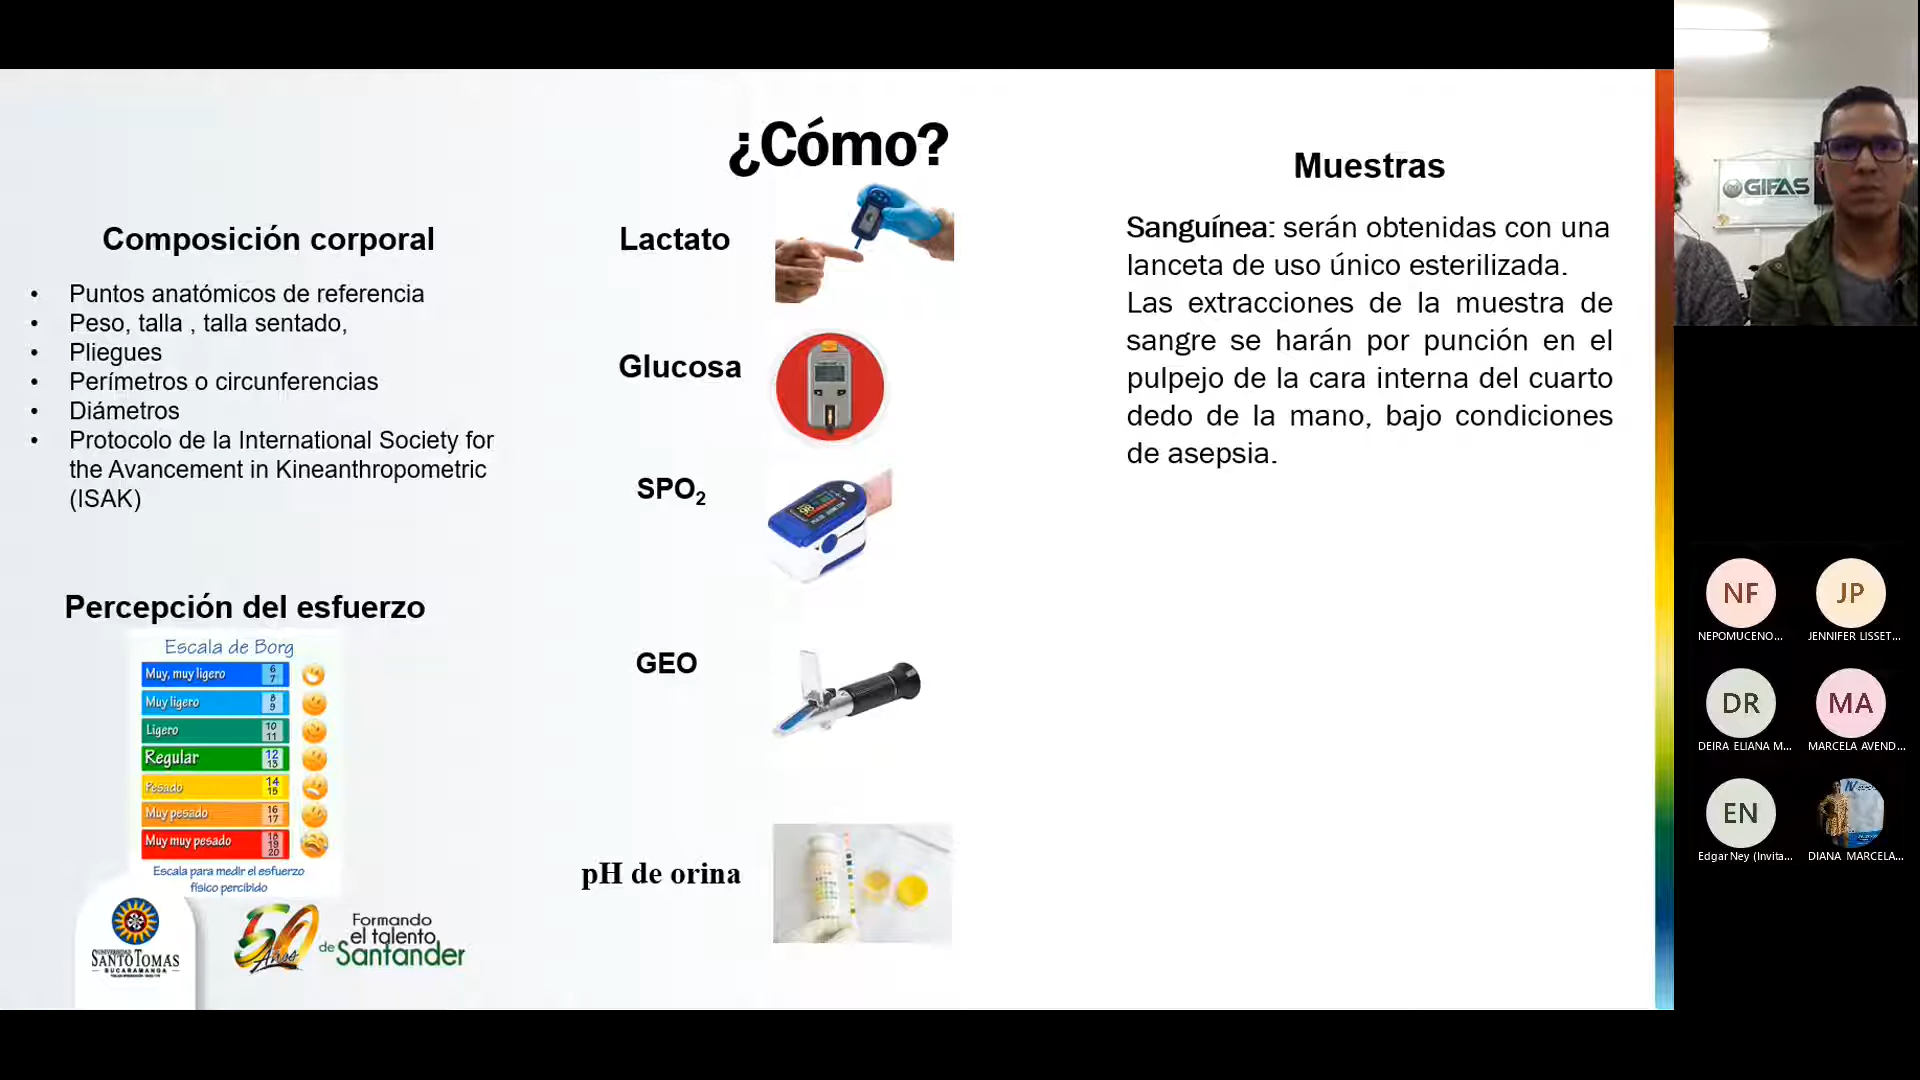 ¿Cómo?
Composición corporal
• Puntos anatómicos de referencia
• Peso, talla , talla sentado,
• Pliegues
• Perímetros o circunferencias
• Diámetros
• Protocolo de la International Society for
the Avancement in Kineanthropometric
(ISAK)
Percepción del esfuerzo
Escala de Borg
Muy, muy ligero 6 7
Muy ligero 8 9
Ligero 10 11
Regular 12 13
Pesado 14 15
Muy pesado 16 17
Muy muy pesado 18 19 20
Escala para medir el esfuerzo
físico percibido
UNIVERSIDAD
SANTO TOMAS
BUCARAMANGA
50 Años
Formando
el talento
de Santander
Lactato
Glucosa
SPO₂
GEO
pH de orina
Muestras
Sanguínea: serán obtenidas con una
lanceta de uso único esterilizada.
Las extracciones de la muestra de
sangre se harán por punción en el
pulpejo de la cara interna del cuarto
dedo de la mano, bajo condiciones
de asepsia.
GIFAS
NF
NEPOMUCENO...
JP
JENNIFER LISSET...
DR
DEIRA ELIANA M...
MA
MARCELA AVEND...
EN
Edgar Ney (Invita...
IV
DIANA MARCELA...